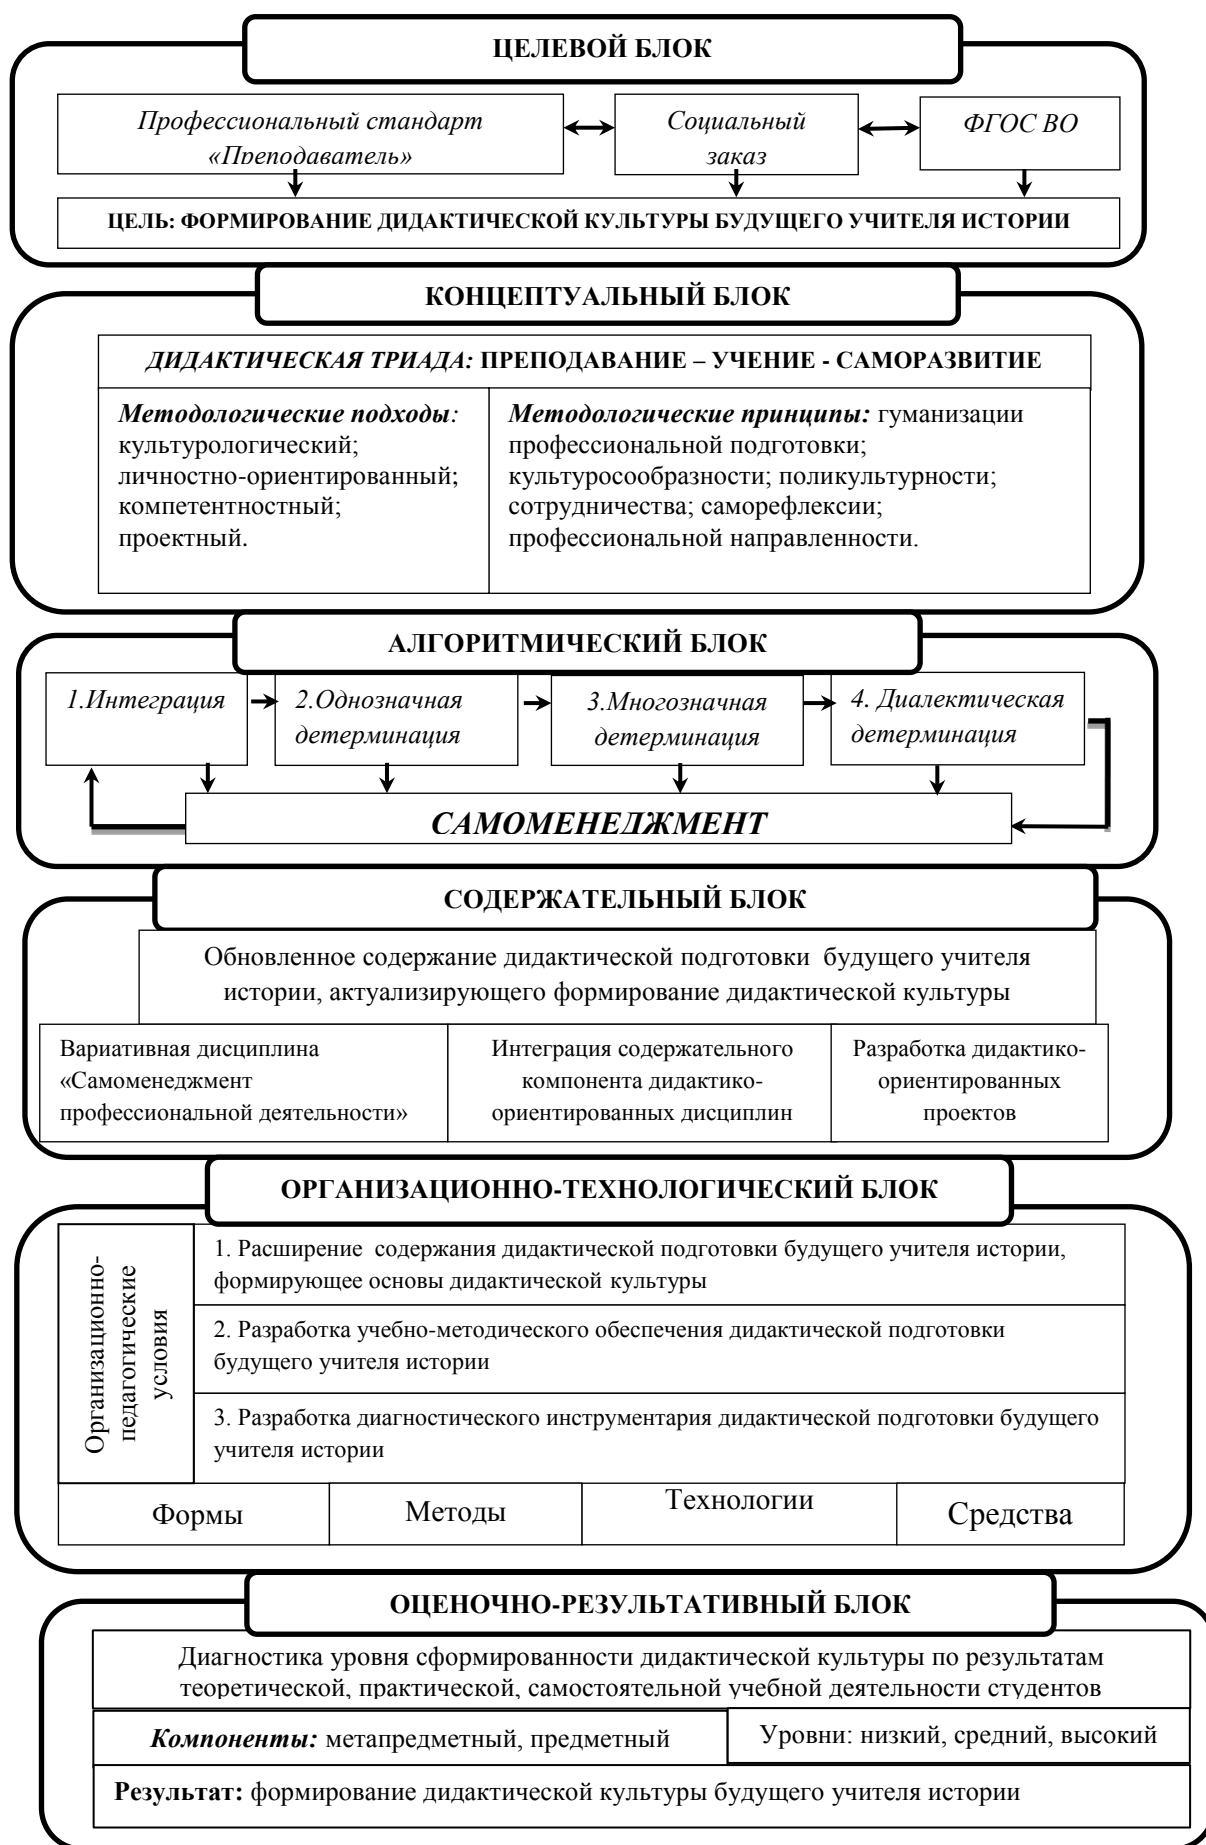 ЦЕЛЕВОЙ БЛОК
Профессиональный стандарт
«Преподаватель»
Социальный
заказ
ФГОС ВО
ЦЕЛЬ: ФОРМИРОВАНИЕ ДИДАКТИЧЕСКОЙ КУЛЬТУРЫ БУДУЩЕГО УЧИТЕЛЯ ИСТОРИИ
КОНЦЕПТУАЛЬНЫЙ БЛОК
ДИДАКТИЧЕСКАЯ ТРИАДА: ПРЕПОДАВАНИЕ – УЧЕНИЕ - САМОРАЗВИТИЕ
Методологические подходы:
культурологический;
личностно-ориентированный;
компетентностный;
проектный.
Методологические принципы: гуманизации
профессиональной подготовки;
культуросообразности; поликультурности;
сотрудничества; саморефлексии;
профессиональной направленности.
АЛГОРИТМИЧЕСКИЙ БЛОК
1.Интеграция
2.Однозначная
детерминация
3.Многозначная
детерминация
4. Диалектическая
детерминация
САМОМЕНЕДЖМЕНТ
СОДЕРЖАТЕЛЬНЫЙ БЛОК
Обновленное содержание дидактической подготовки будущего учителя
истории, актуализирующего формирование дидактической культуры
Вариативная дисциплина
«Самоменеджмент
профессиональной деятельности»
Интеграция содержательного
компонента дидактико-
ориентированных дисциплин
Разработка дидактико-
ориентированных
проектов
ОРГАНИЗАЦИОННО-ТЕХНОЛОГИЧЕСКИЙ БЛОК
Организационно-
педагогические
условия
1. Расширение содержания дидактической подготовки будущего учителя истории,
формирующее основы дидактической культуры
2. Разработка учебно-методического обеспечения дидактической подготовки
будущего учителя истории
3. Разработка диагностического инструментария дидактической подготовки будущего
учителя истории
Формы
Методы
Технологии
Средства
ОЦЕНОЧНО-РЕЗУЛЬТАТИВНЫЙ БЛОК
Диагностика уровня сформированности дидактической культуры по результатам
теоретической, практической, самостоятельной учебной деятельности студентов
Компоненты: метапредметный, предметный
Уровни: низкий, средний, высокий
Результат: формирование дидактической культуры будущего учителя истории